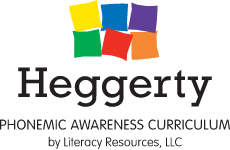 Heggerty
PHONEMIC AWARENESS CURRICULUM
by Literacy Resources, LLC